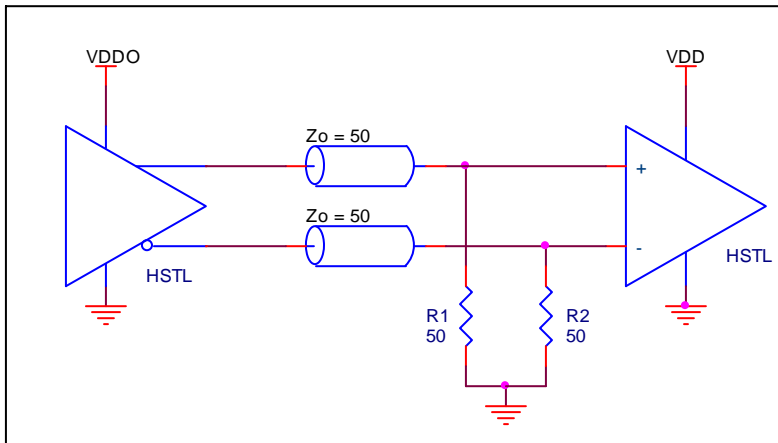 VDDO
VDD
Zo = 50
+
Zo = 50
-
HSTL
HSTL
R1
50
R2
50